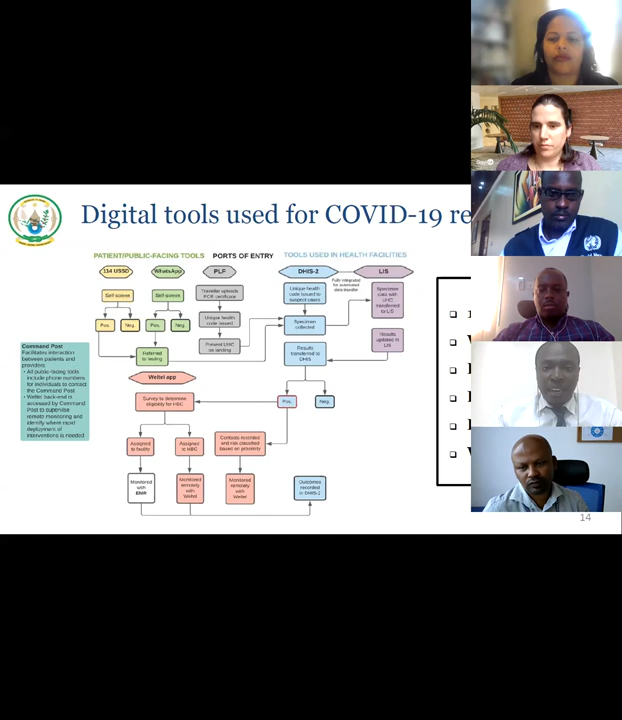 Digital tools used for COVID-19 re
PATIENT/PUBLIC-FACING TOOLS
PORTS OF ENTRY
TOOLS USED IN HEALTH FACILITIES
114 USSD
WhatsApp
PLF
DHIS-2
LIS
Fully integrated
for automated
data transfer
Self-screen
Self-screen
Traveller uploads
PCR certificate
Unique health
code issued to
suspect cases
Specimen
data with
UHC
transferred
to LIS
Pos.
Neg.
Pos.
Neg.
Unique health
code issued
Specimen
collected
Present UHC
on landing
Results
updated in
LIS
Referred
to testing
Results
transferred to
DHIS
Command Post
Facilitates interaction
between patients and
providers:
• All public-facing tools
include phone numbers
for individuals to contact
the Command Post
• Weltel back-end is
accessed by Command
Post to supervise
remote monitoring and
identify where rapid
deployment of
interventions is needed
Weltel app
Survey to determine
eligibility for HBC
Pos.
Neg.
Assigned
to facility
Assigned
to HBC
Contacts recorded
and risk classified
based on proximity
Monitored
with
EMR
Monitored
remotely
with
Weltel
Monitored
remotely with
Weltel
Outcomes
recorded
in DHIS-2
14